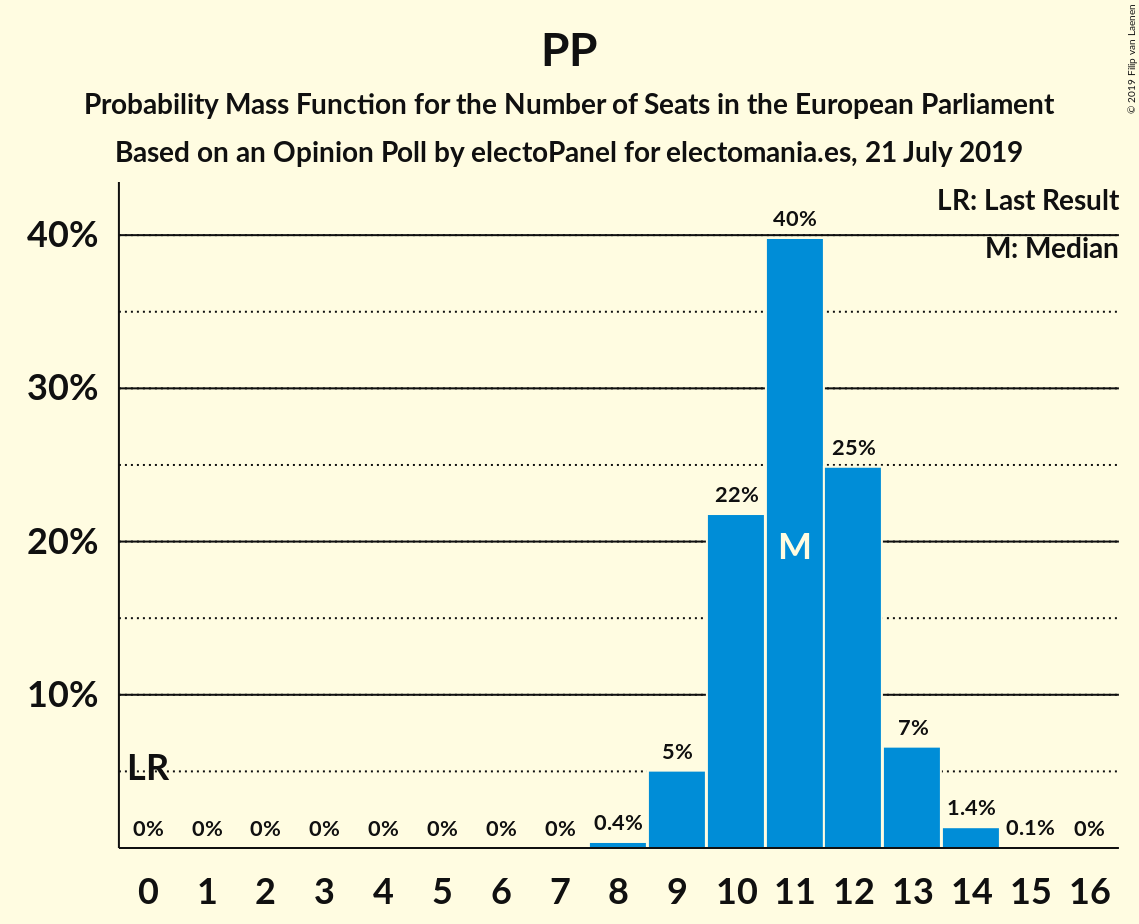 PP
Probability Mass Function for the Number of Seats in the European Parliament
Based on an Opinion Poll by electoPanel for electomania.es, 21 July 2019
© 2019 Filip van Laenen
LR: Last Result
M: Median
40%
30%
20%
10%
LR
0% 0% 0% 0% 0% 0% 0% 0% 0.4% 5% 22% 40% 25% 7% 1.4% 0.1% 0%
M
0 1 2 3 4 5 6 7 8 9 10 11 12 13 14 15 16